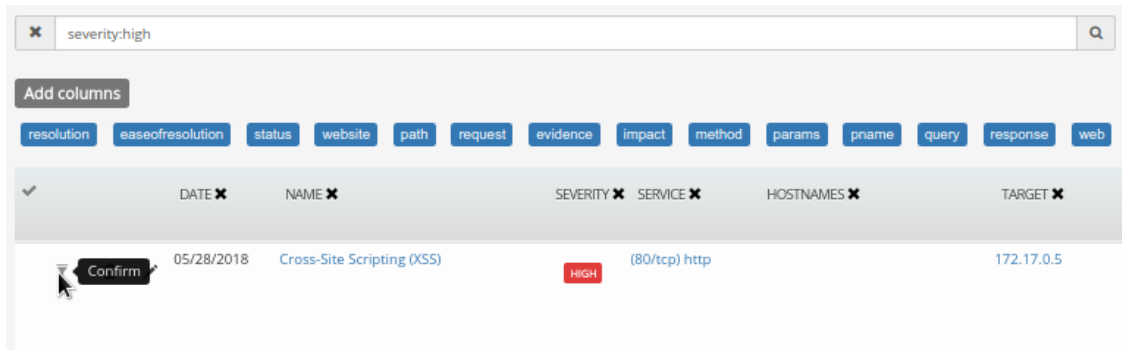 severity:high
Add columns
resolution easeofresolution status website path request evidence impact method params pname query response web
DATE NAME SEVERITY SERVICE HOSTNAMES TARGET
Confirm 05/28/2018 Cross-Site Scripting (XSS) HIGH (80/tcp) http 172.17.0.5